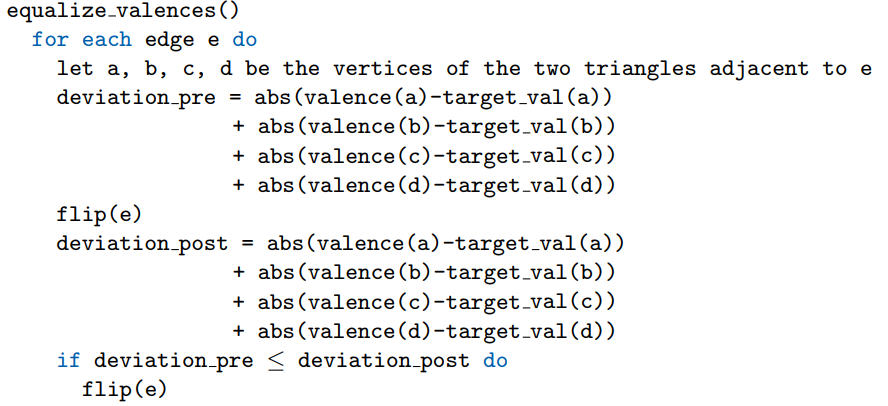 equalize_valences()
for each edge e do
let a, b, c, d be the vertices of the two triangles adjacent to e
deviation_pre = abs(valence(a)-target_val(a))
+ abs(valence(b)-target_val(b))
+ abs(valence(c)-target_val(c))
+ abs(valence(d)-target_val(d))
flip(e)
deviation_post = abs(valence(a)-target_val(a))
+ abs(valence(b)-target_val(b))
+ abs(valence(c)-target_val(c))
+ abs(valence(d)-target_val(d))
if deviation_pre ≤ deviation_post do
flip(e)